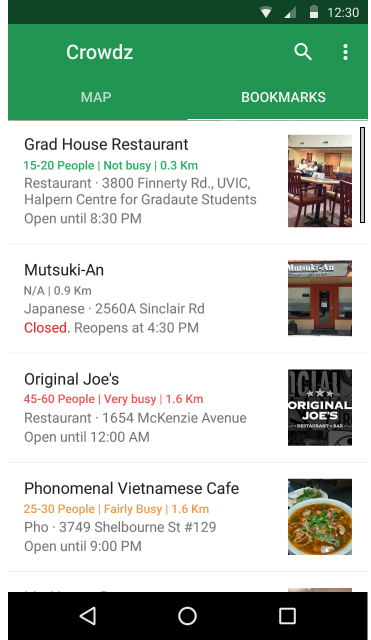 12:30
Crowdz
MAP
BOOKMARKS
Grad House Restaurant
15-20 People | Not busy | 0.3 Km
Restaurant · 3800 Finnerty Rd., UVIC,
Halpern Centre for Gradaute Students
Open until 8:30 PM
Mutsuki-An
Mutsuki-An
N/A | 0.9 Km
Japanese · 2560A Sinclair Rd
Closed. Reopens at 4:30 PM
Original Joe's
45-60 People | Very busy | 1.6 Km
Restaurant · 1654 McKenzie Avenue
Open until 12:00 AM
ORIGINAL
JOE'S
RESTAURANT • BAR
Phonomenal Vietnamese Cafe
25-30 People | Fairly Busy | 1.6 Km
Pho · 3749 Shelbourne St #129
Open until 9:00 PM